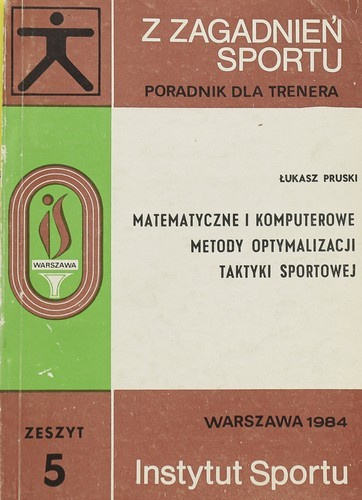 Z ZAGADNIEŃ
SPORTU
PORADNIK DLA TRENERA
ŁUKASZ PRUSKI
MATEMATYCZNE I KOMPUTEROWE
METODY OPTYMALIZACJI
TAKTYKI SPORTOWEJ
WARSZAWA
ZESZYT
5
WARSZAWA 1984
Instytut Sportu